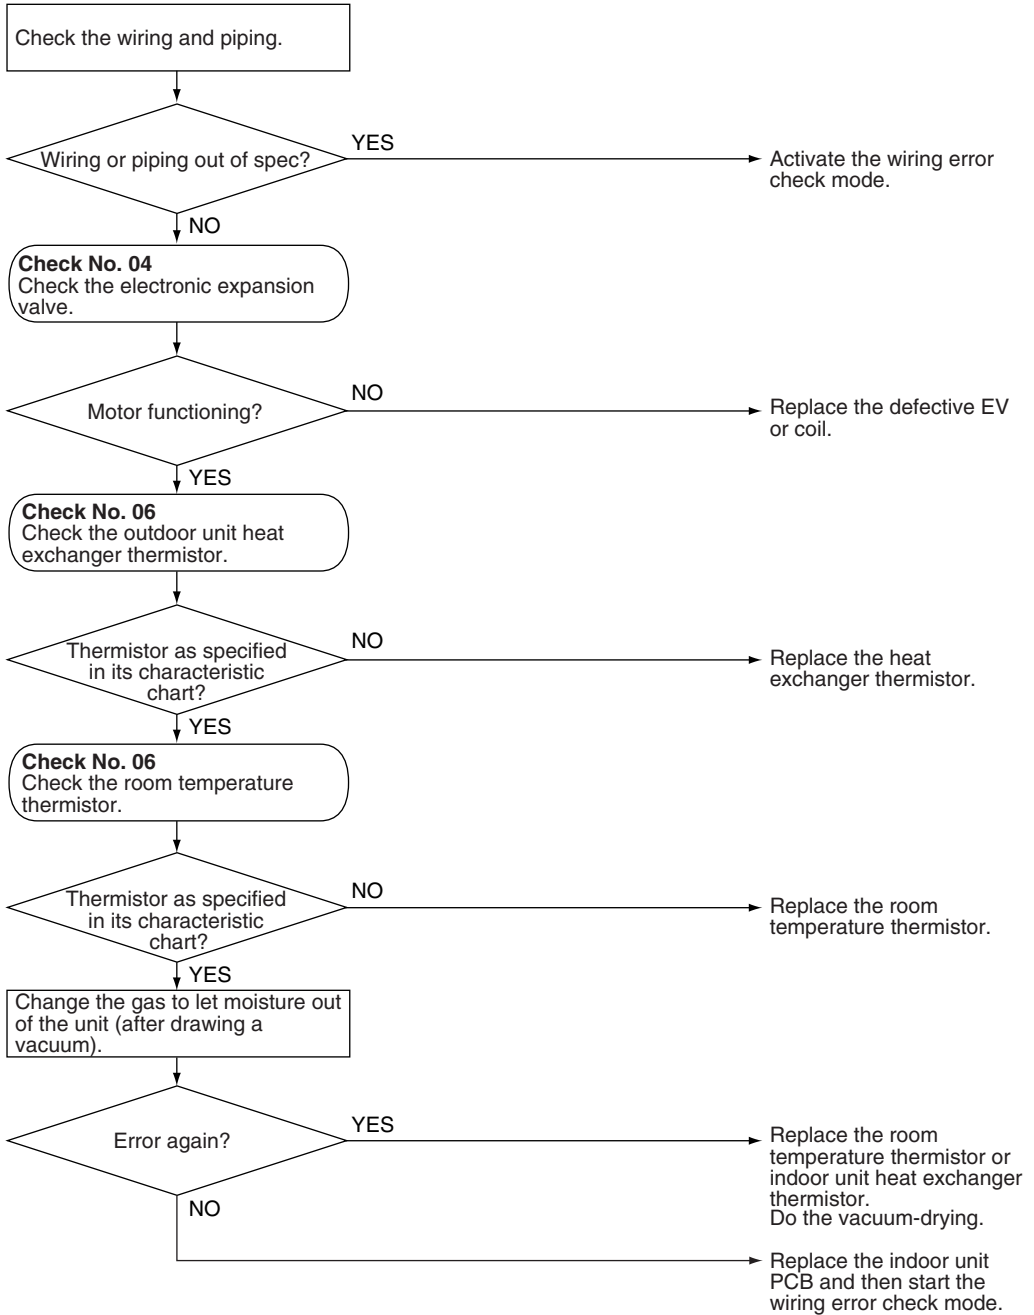 Check the wiring and piping.
Wiring or piping out of spec?
YES
Activate the wiring error
check mode.
NO
Check No. 04
Check the electronic expansion
valve.
Motor functioning?
NO
Replace the defective EV
or coil.
YES
Check No. 06
Check the outdoor unit heat
exchanger thermistor.
Thermistor as specified
in its characteristic
chart?
NO
Replace the heat
exchanger thermistor.
YES
Check No. 06
Check the room temperature
thermistor.
Thermistor as specified
in its characteristic
chart?
NO
Replace the room
temperature thermistor.
YES
Change the gas to let moisture out
of the unit (after drawing a
vacuum).
Error again?
YES
Replace the room
temperature thermistor or
indoor unit heat exchanger
thermistor.
Do the vacuum-drying.
NO
Replace the indoor unit
PCB and then start the
wiring error check mode.